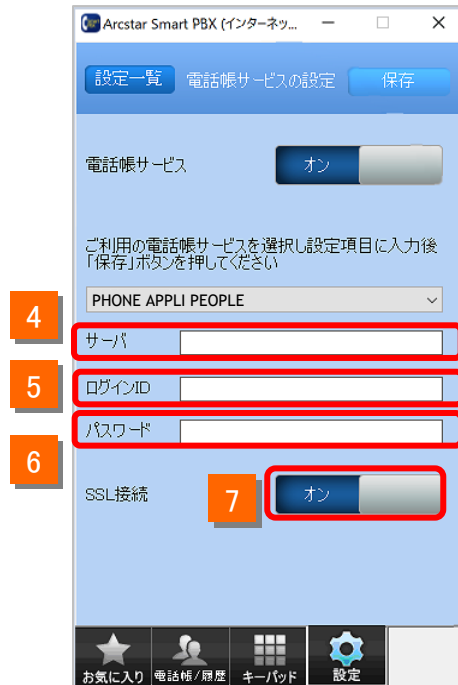 Arcstar Smart PBX (インターネッ...
設定一覧 電話帳サービスの設定 保存
電話帳サービス オン
ご利用の電話帳サービスを選択し設定項目に入力後
「保存」ボタンを押してください
PHONE APPLI PEOPLE
4
サーバ
5
ログインID
パスワード
6
SSL接続 7 オン
お気に入り 電話帳/履歴 キーパッド 設定